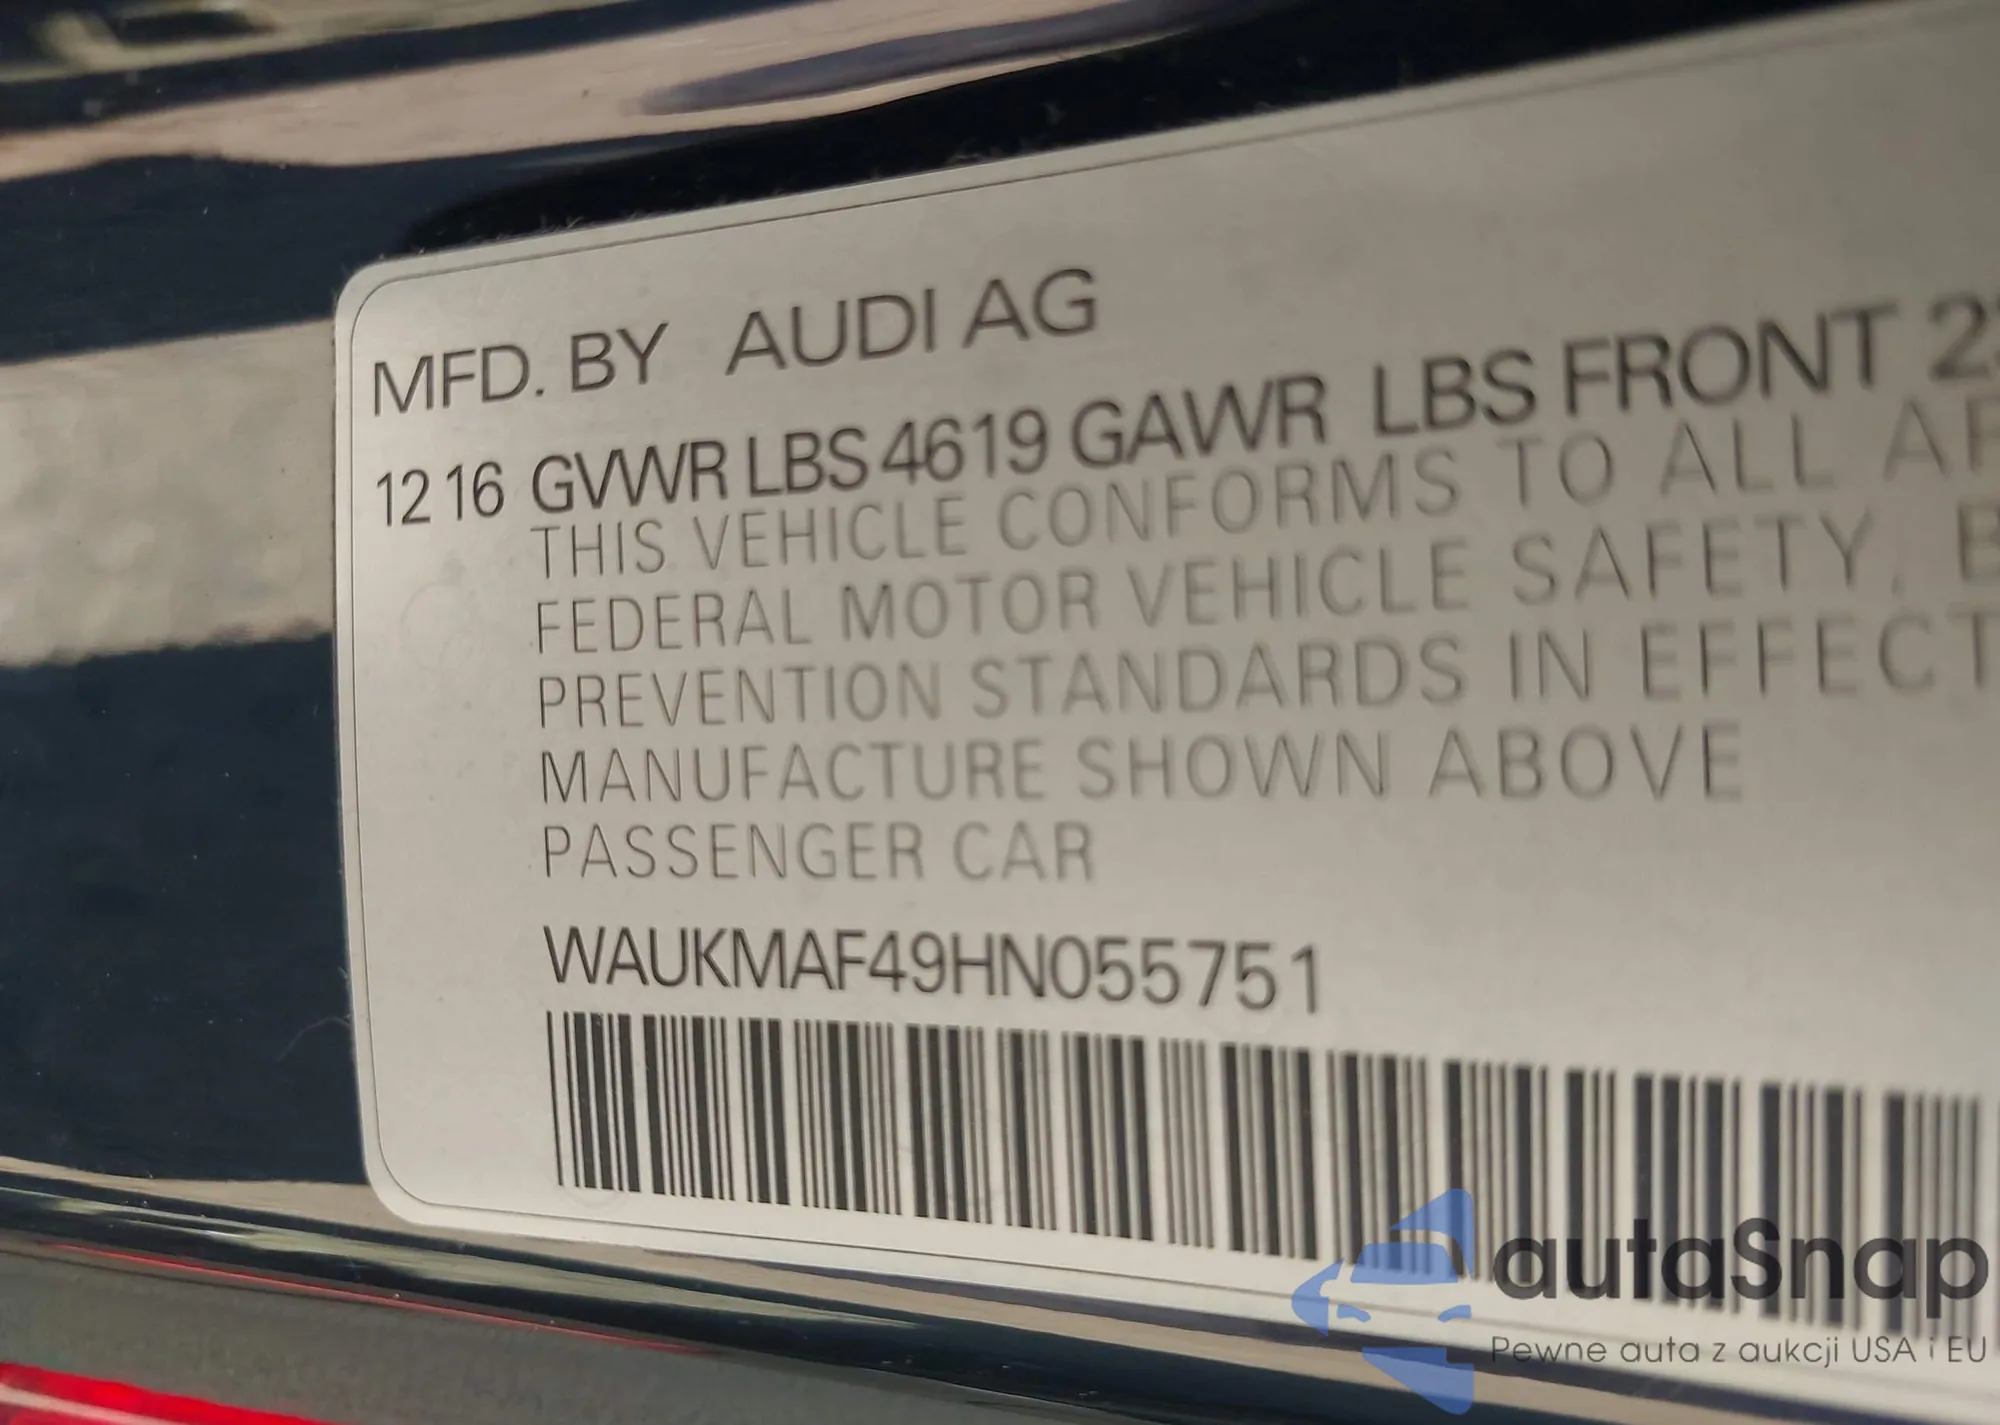 MFD. BY AUDI AG
12 16 GVWR LBS 4619 GAWR LBS FRONT
THIS VEHICLE CONFORMS TO ALL
FEDERAL MOTOR VEHICLE SAFETY,
PREVENTION STANDARDS IN EFFECT
MANUFACTURE SHOWN ABOVE
PASSENGER CAR
WAUKMAF49HN055751
autaSnap
Pewne auta z aukcji USA i EU